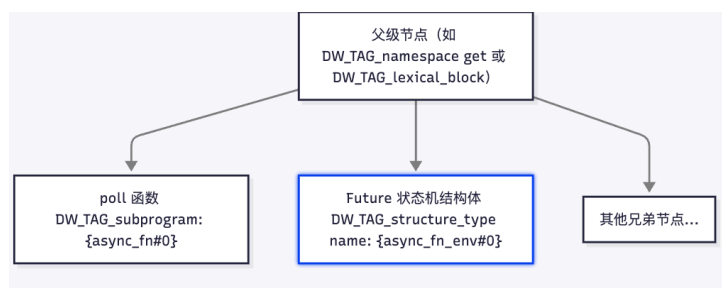 父级节点（如
DW_TAG_namespace get 或
DW_TAG_lexical_block）
poll 函数
DW_TAG_subprogram:
{async_fn#0}
Future 状态机结构体
DW_TAG_structure_type
name: {async_fn_env#0}
其他兄弟节点...